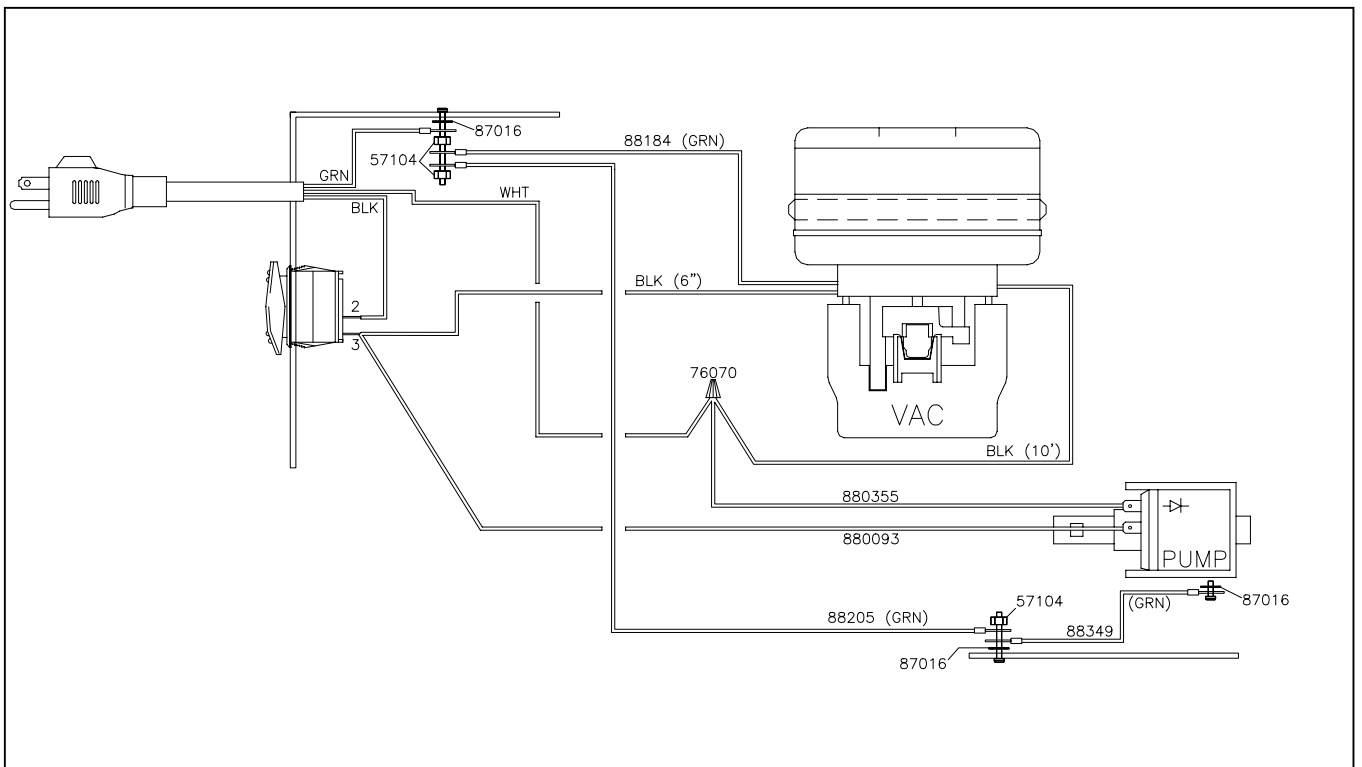 87016
88184 (GRN)
57104
GRN
WHT
BLK
BLK (6")
2
3
76070
VAC
BLK (10')
880355
880093
PUMP
57104
(GRN)
87016
88205 (GRN)
88349
87016